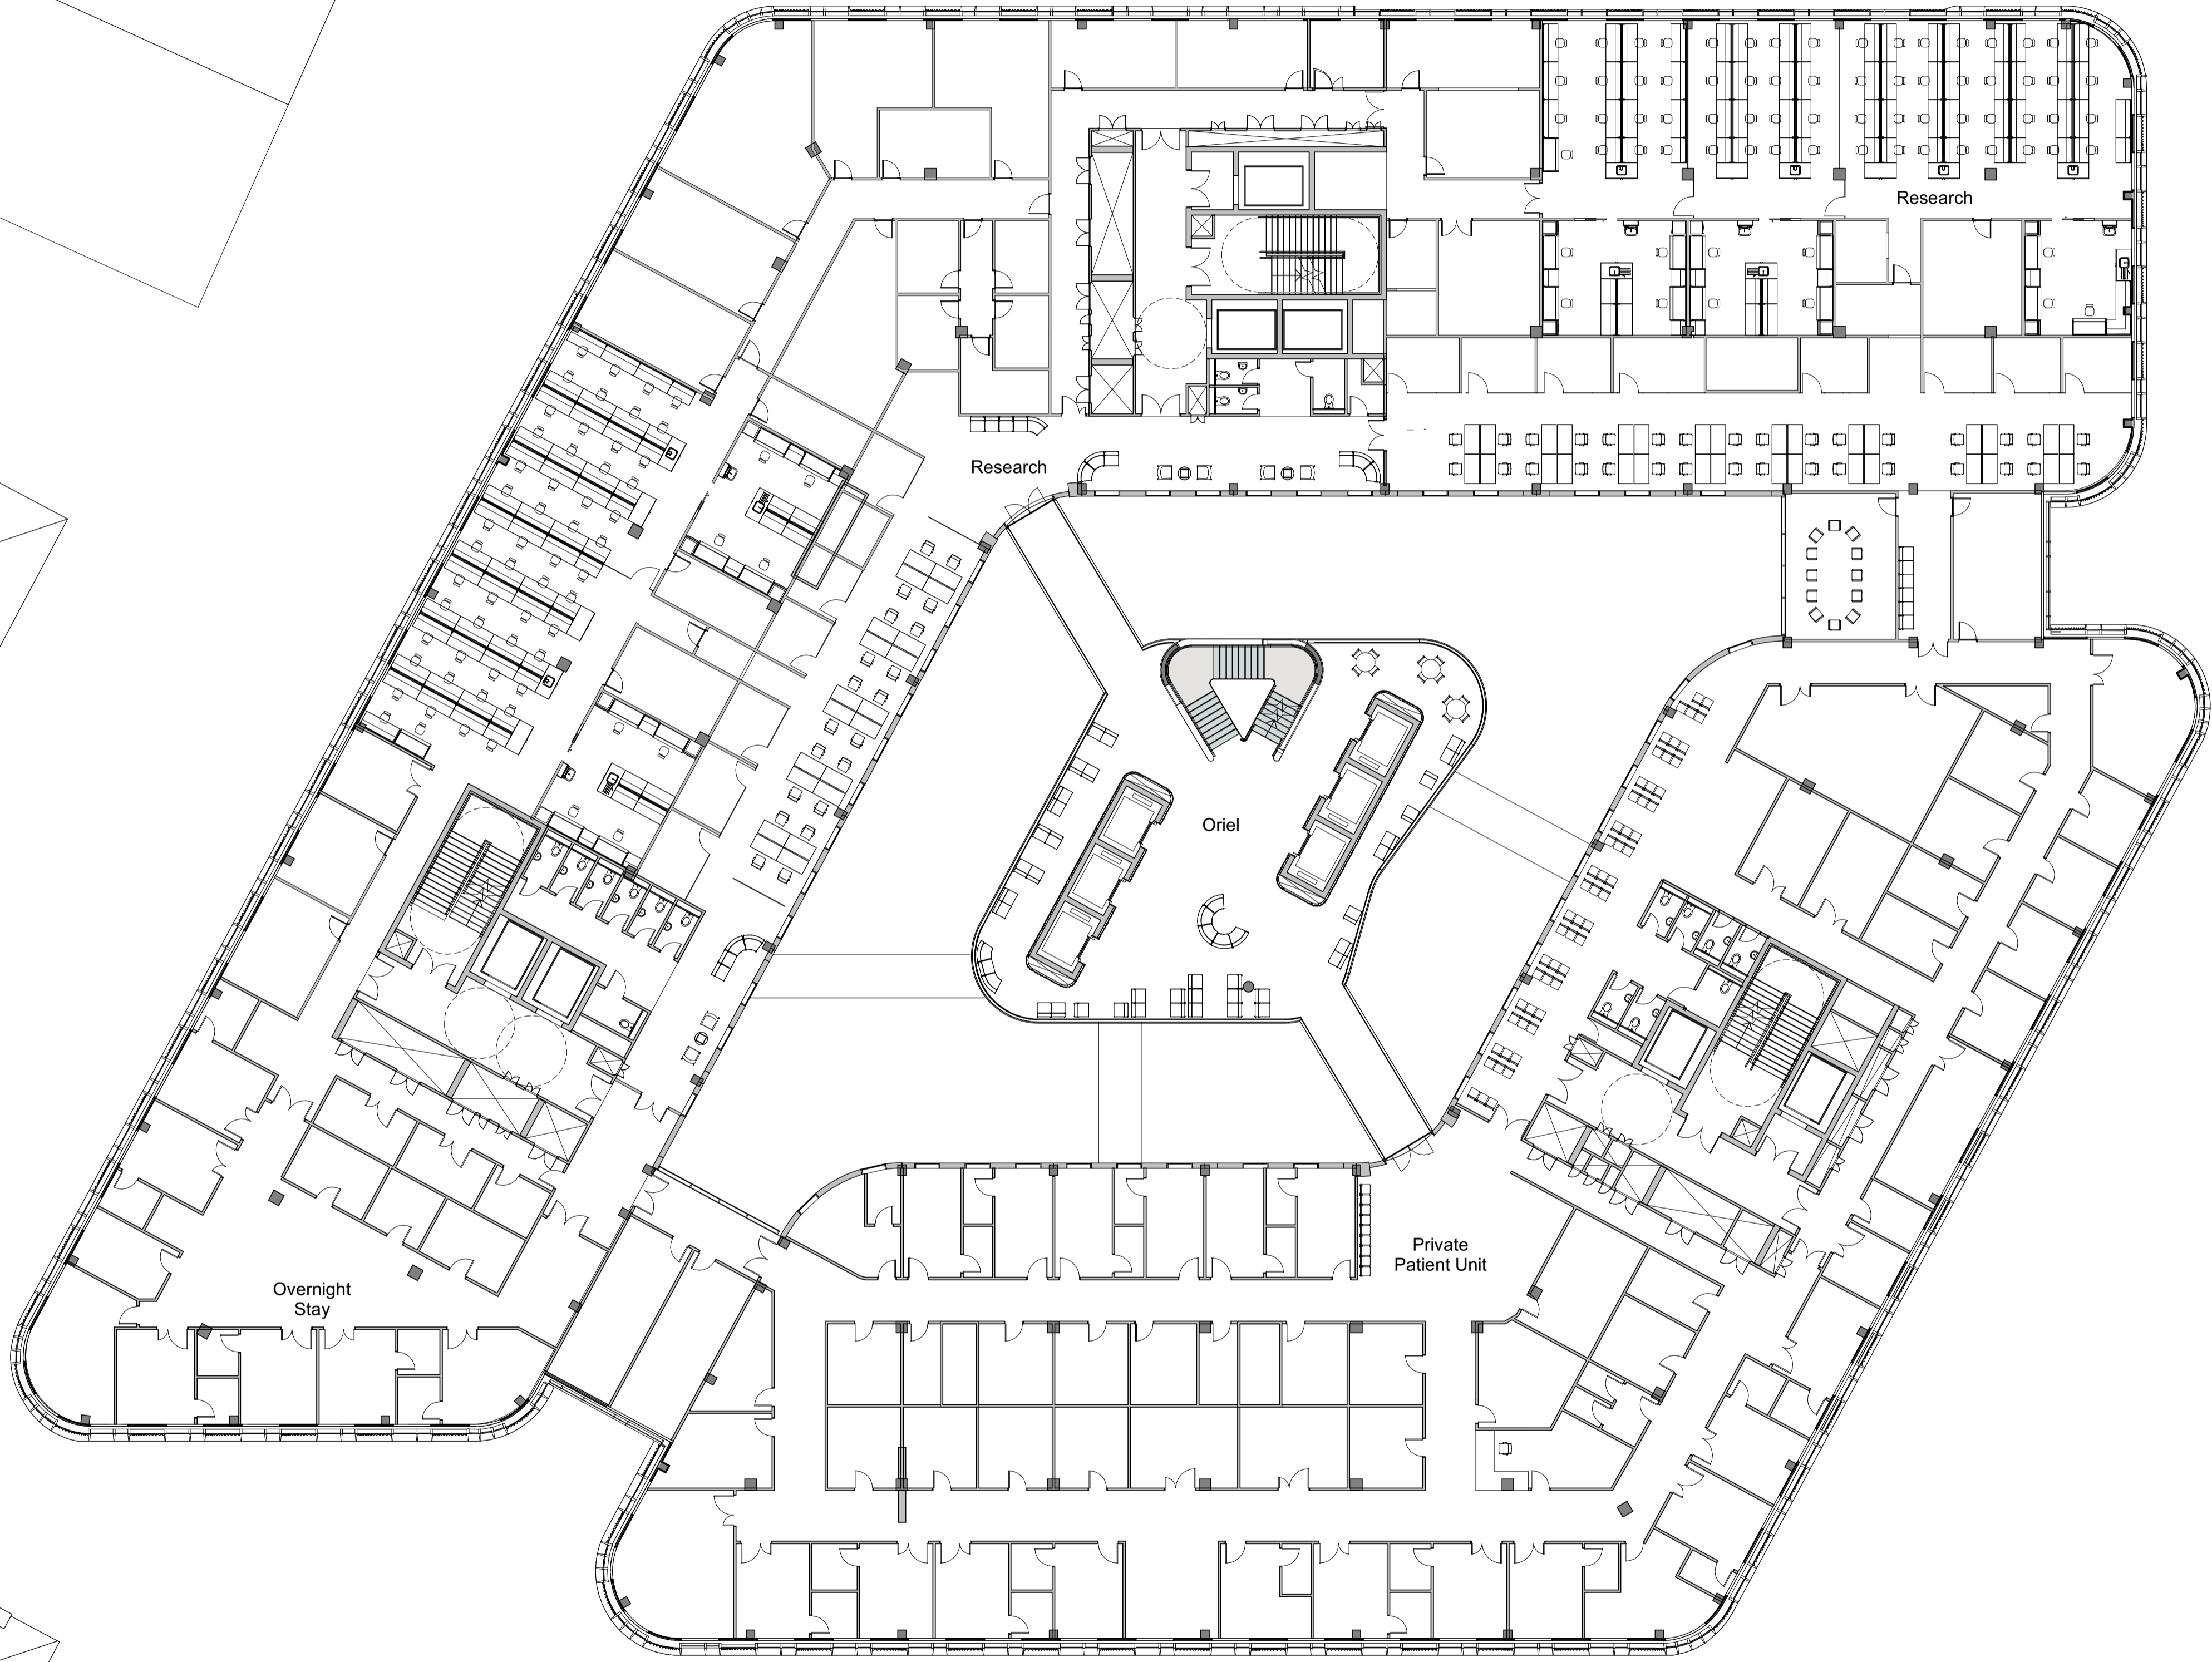 Research
Research
Oriel
Private
Patient Unit
Overnight
Stay